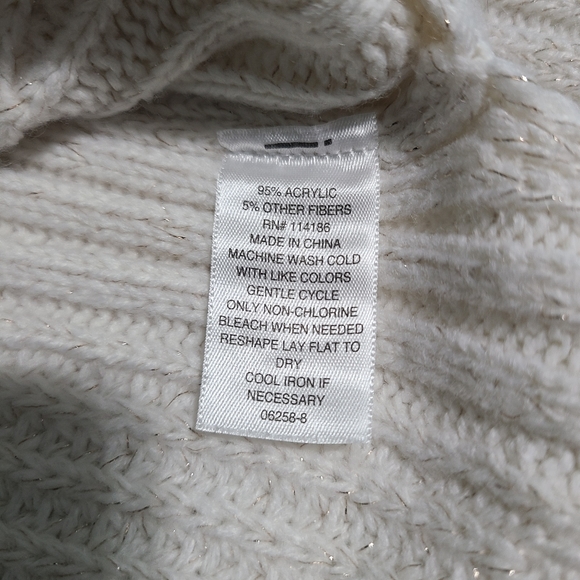 95% ACRYLIC
5% OTHER FIBERS
RN# 114186
MADE IN CHINA
MACHINE WASH COLD
WITH LIKE COLORS
GENTLE CYCLE
ONLY NON-CHLORINE
BLEACH WHEN NEEDED
RESHAPE LAY FLAT TO
DRY
COOL IRON IF
NECESSARY
06258-8